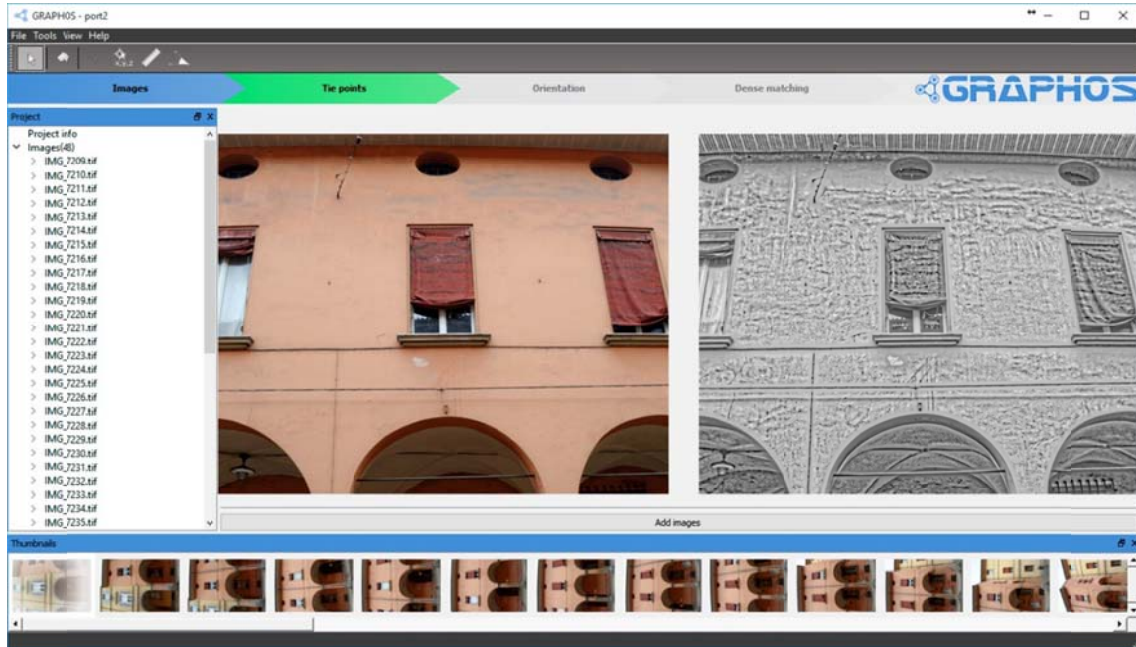 GRAPHOS - port2
File Tools View Help
Images Tie points Orientation Dense matching GRAPHOS
Project
Project info
Images(48)
IMG_7209.tif
IMG_7210.tif
IMG_7211.tif
IMG_7212.tif
IMG_7213.tif
IMG_7214.tif
IMG_7215.tif
IMG_7216.tif
IMG_7217.tif
IMG_7218.tif
IMG_7219.tif
IMG_7220.tif
IMG_7221.tif
IMG_7222.tif
IMG_7223.tif
IMG_7224.tif
IMG_7225.tif
IMG_7226.tif
IMG_7227.tif
IMG_7228.tif
IMG_7229.tif
IMG_7230.tif
IMG_7231.tif
IMG_7232.tif
IMG_7233.tif
IMG_7234.tif
IMG_7235.tif
Add images
Thumbnails